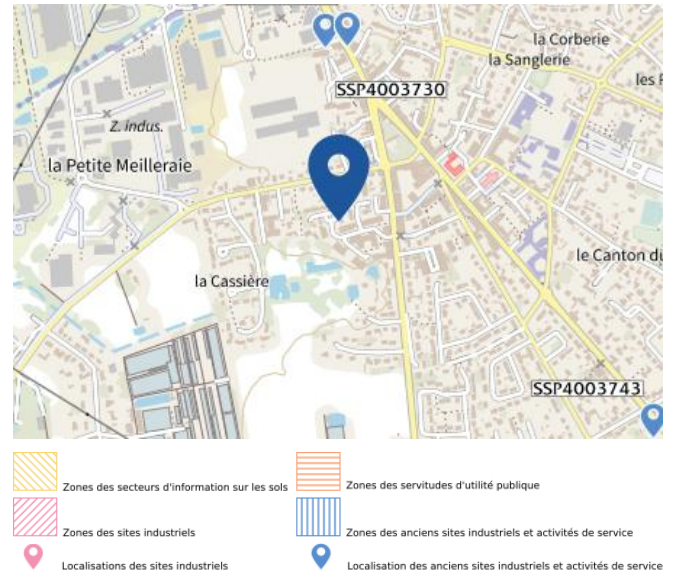 la Corberie
la Sanglerie
les
SSP4003730
Z. indus.
la Petite Meilleraie
la Cassière
le Canton du
SSP4003743
Zones des secteurs d'information sur les sols
Zones des servitudes d'utilité publique
Zones des sites industriels
Zones des anciens sites industriels et activités de service
Localisations des sites industriels
Localisation des anciens sites industriels et activités de service